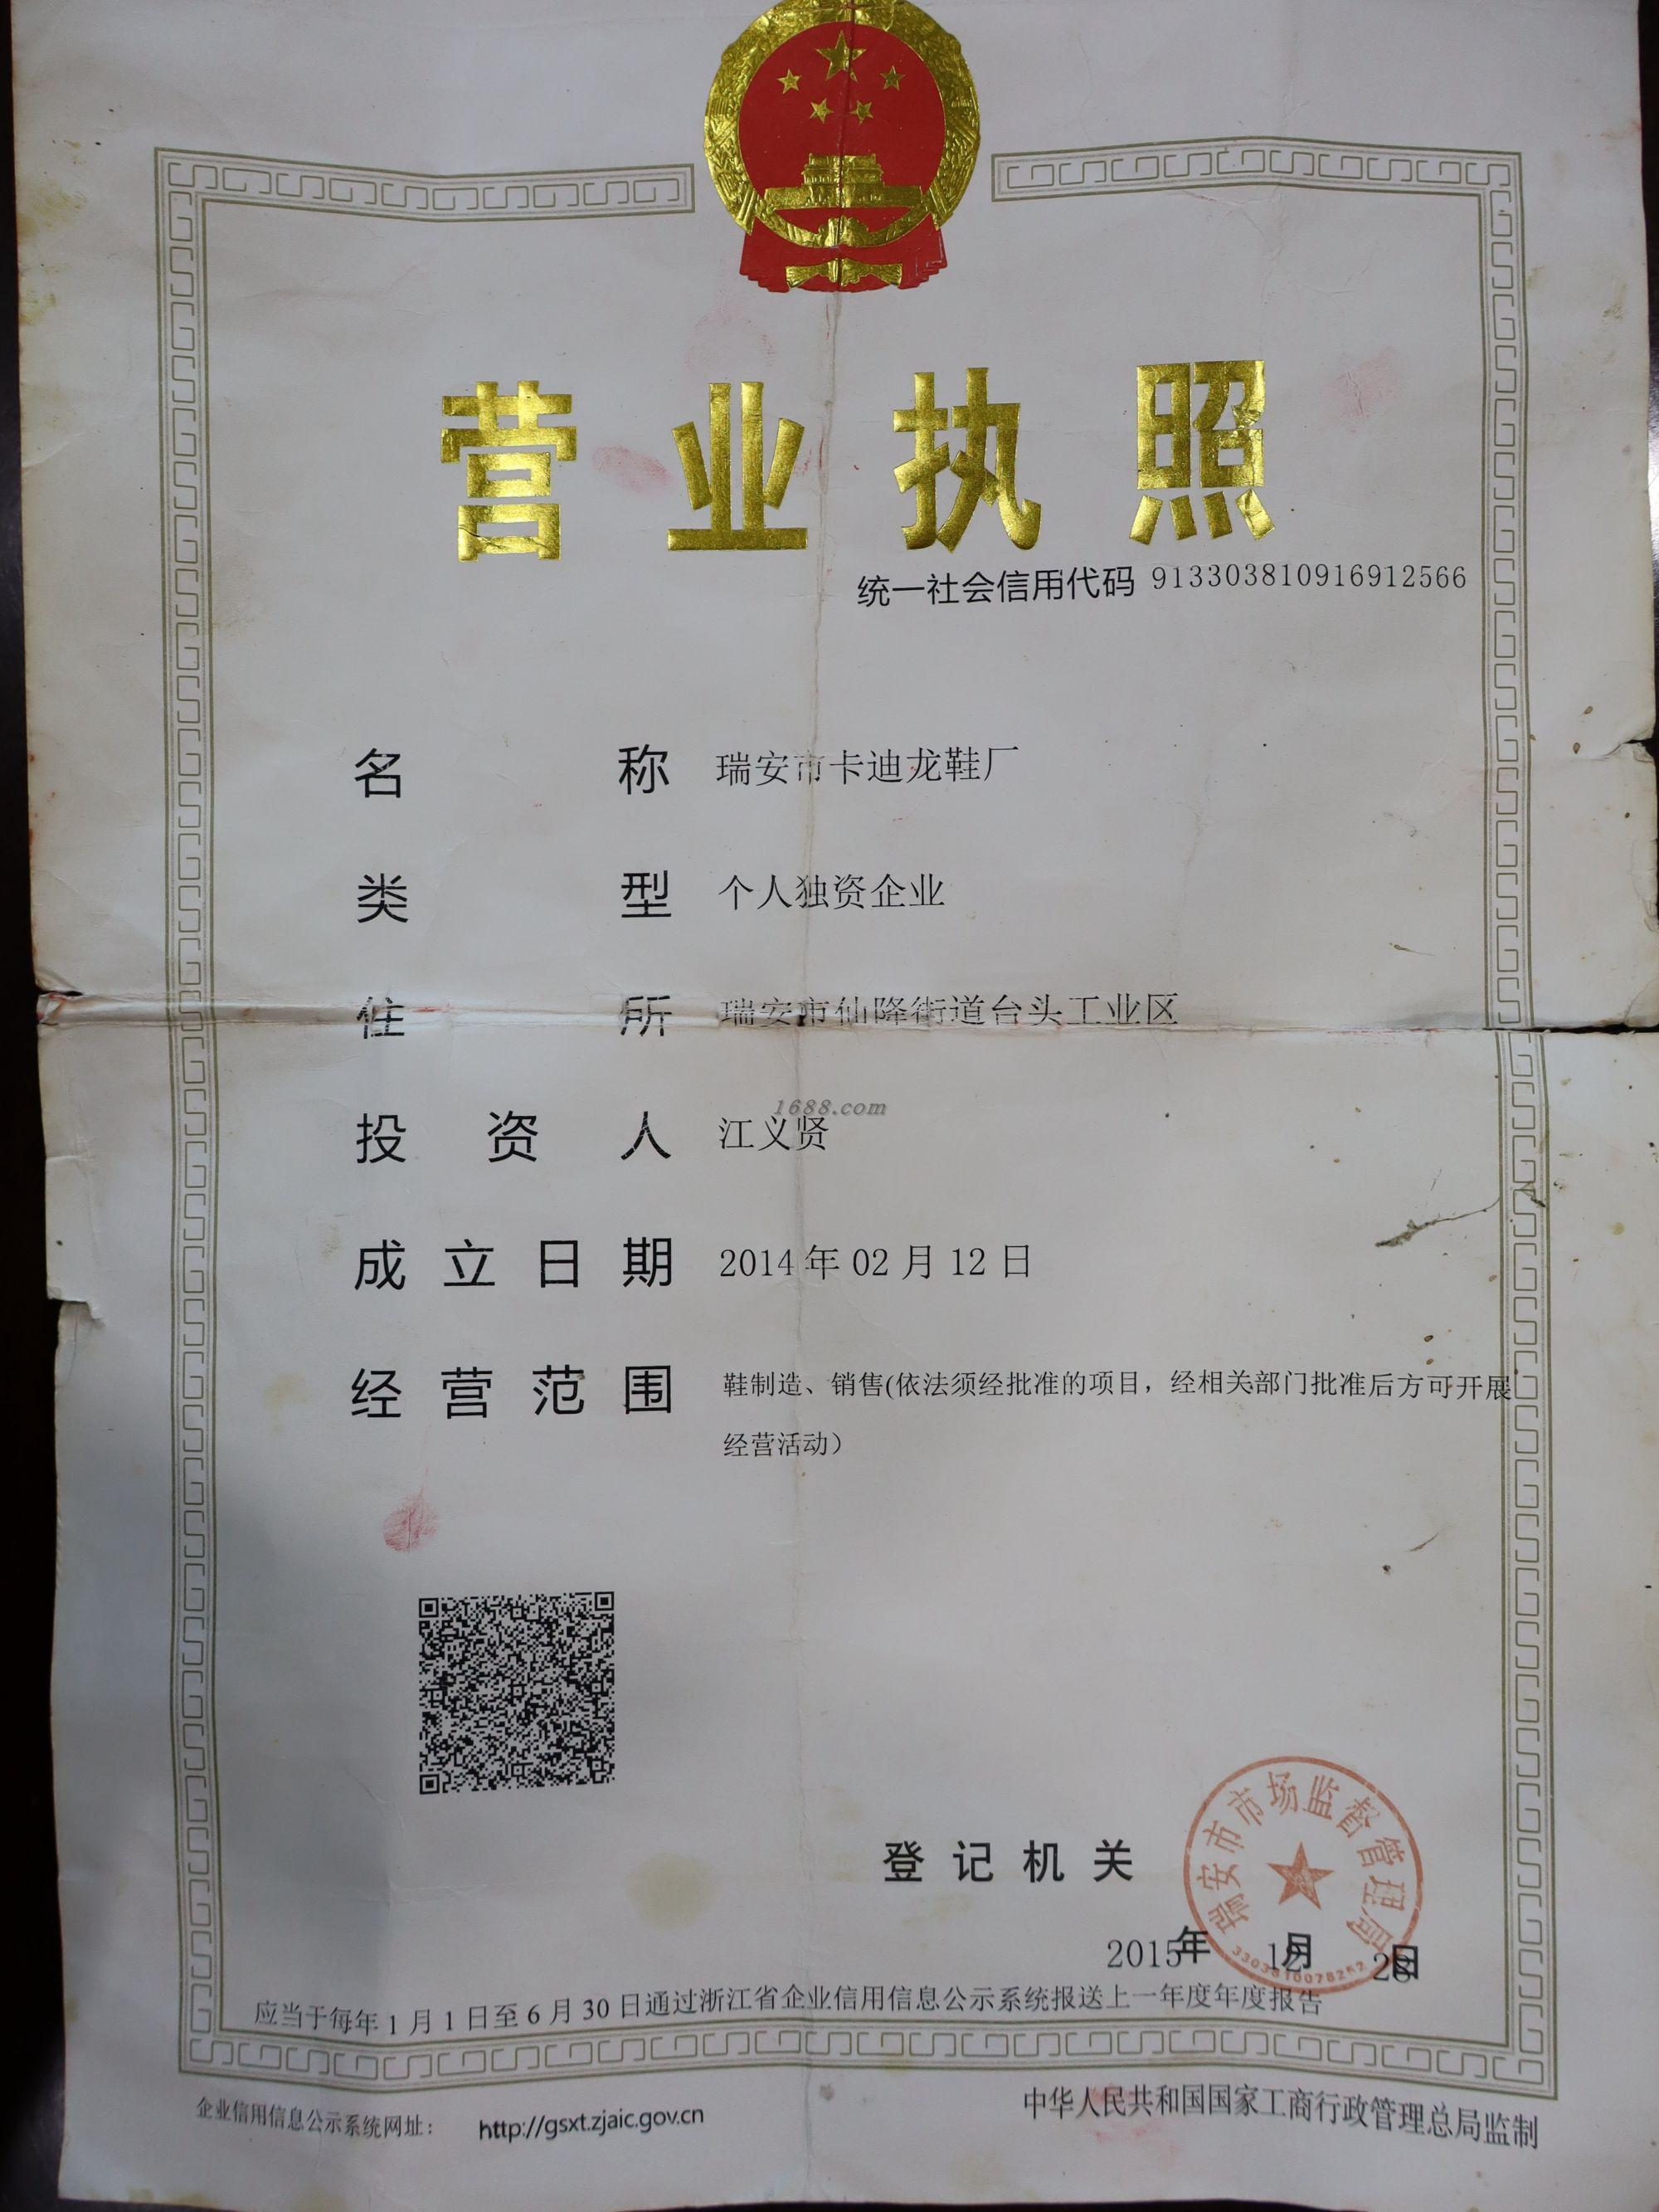 营业执照
统一社会信用代码 913303810916912566
名称 瑞安市卡迪龙鞋厂
类型 个人独资企业
住所 瑞安市仙降街道台头工业区
1688.com
投资人 江义贤
成立日期 2014年02月12日
经营范围 鞋制造、销售(依法须经批准的项目，经相关部门批准后方可开展
经营活动）
登记机关
瑞安市市场监督管理局
2015年 12月 28日
应当于每年1月1日至6月30日通过浙江省企业信用信息公示系统报送上一年度年度报告
企业信用信息公示系统网址： http://gsxt.zjaic.gov.cn
中华人民共和国国家工商行政管理总局监制